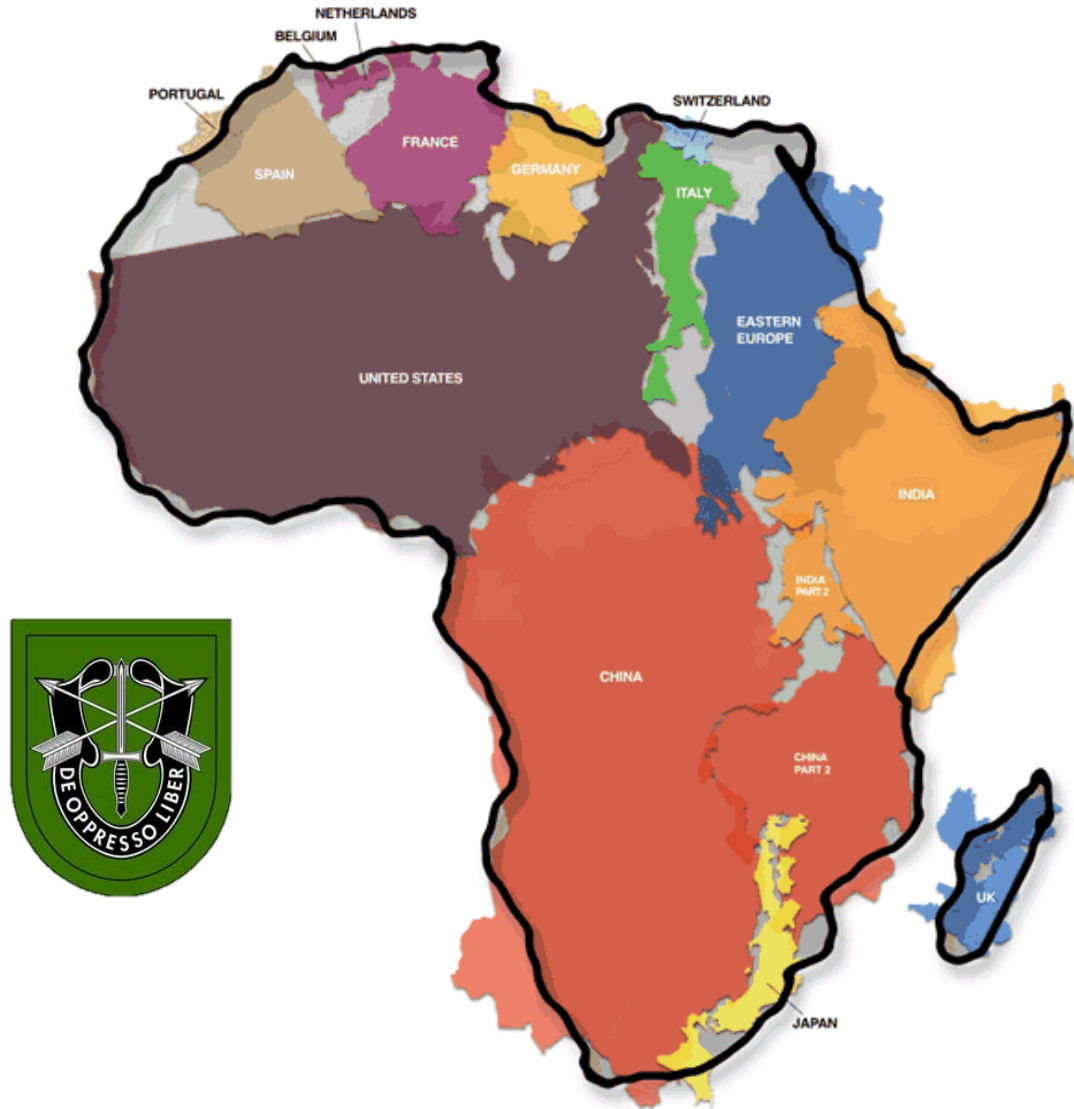 NETHERLANDS
BELGIUM
PORTUGAL
SWITZERLAND
FRANCE
SPAIN
GERMANY
ITALY
EASTERN
EUROPE
UNITED STATES
INDIA
INDIA
PART 2
CHINA
CHINA
PART 2
UK
JAPAN
DE OPPRESSO LIBER